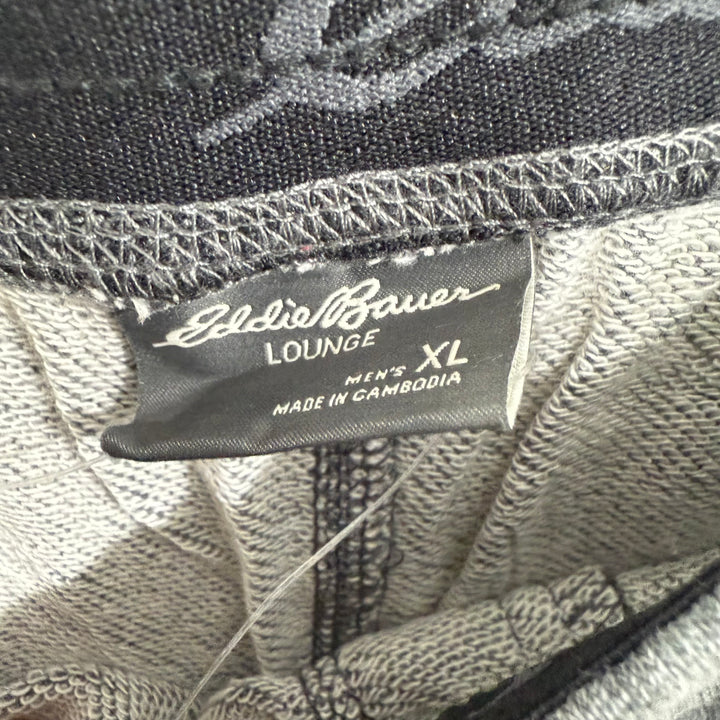 Eddie Bauer
LOUNGE
MEN'S XL
MADE IN CAMBODIA